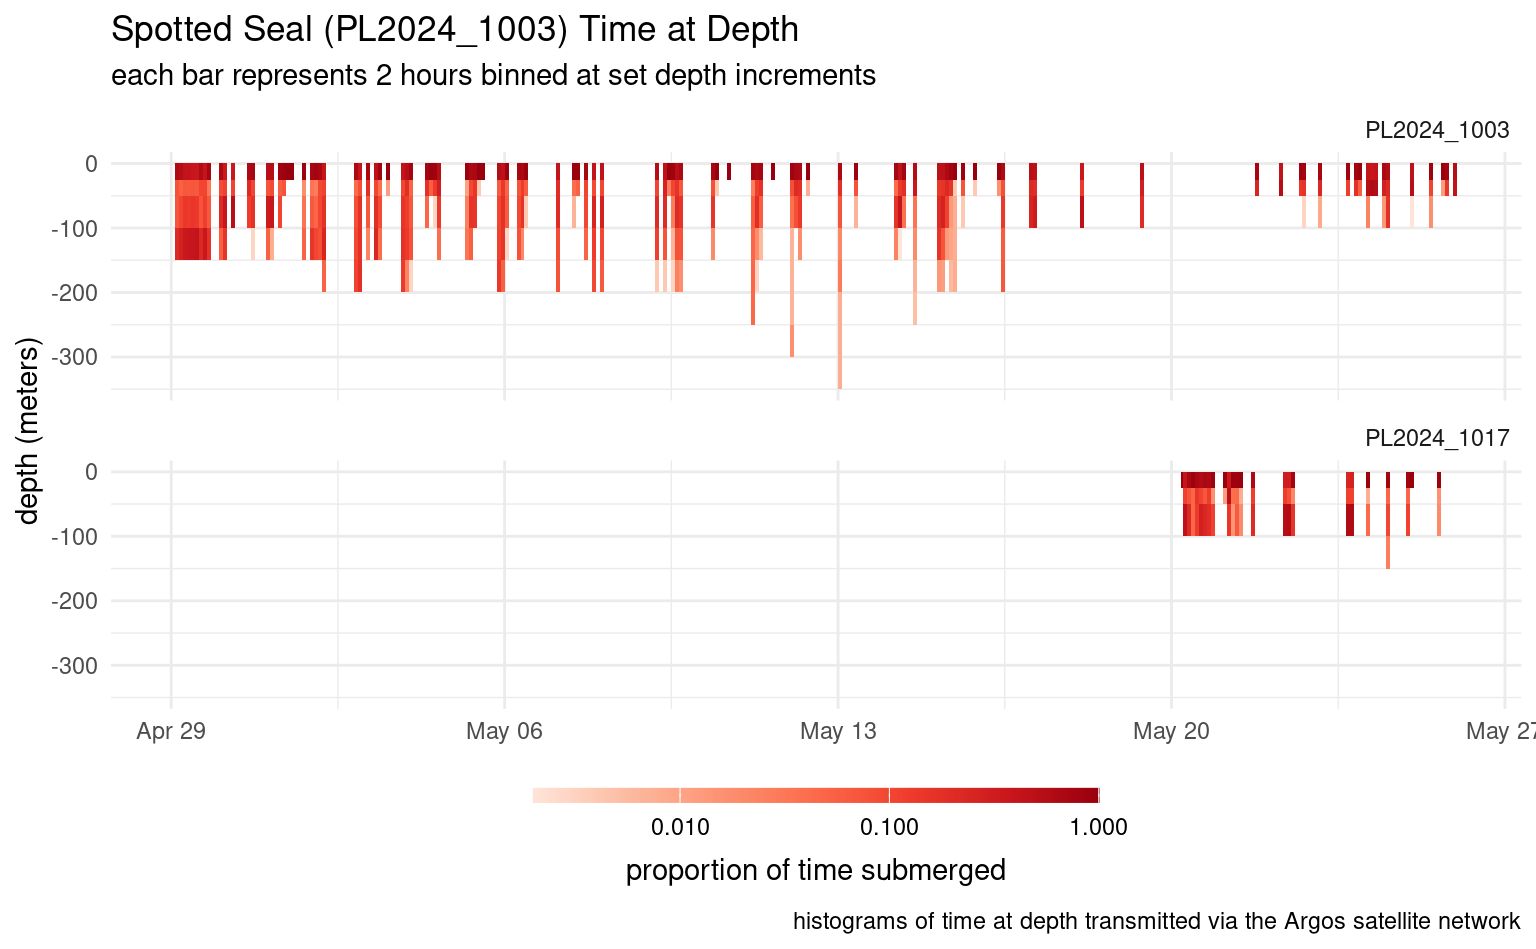 Spotted Seal (PL2024_1003) Time at Depth
each bar represents 2 hours binned at set depth increments
PL2024_1003
0
-100
-200
-300
depth (meters)
PL2024_1017
0
-100
-200
-300
Apr 29 May 06 May 13 May 20 May 27
0.010 0.100 1.000
proportion of time submerged
histograms of time at depth transmitted via the Argos satellite network